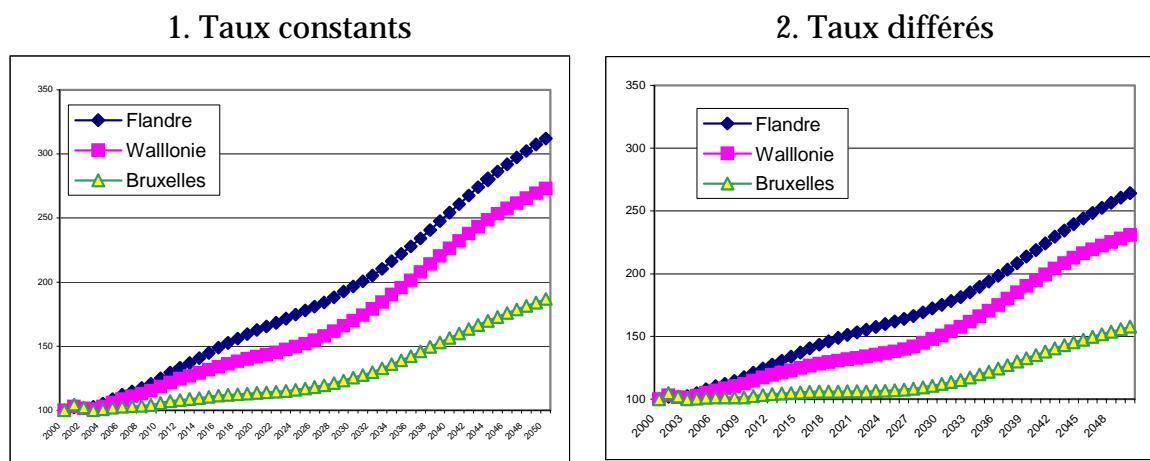 1. Taux constants
350
300
250
200
150
100
Flandre
Walllonie
Bruxelles
2000 2002 2004 2006 2008 2010 2012 2014 2016 2018 2020 2022 2024 2026 2028 2030 2032 2034 2036 2038 2040 2042 2044 2046 2048 2050
2. Taux différés
350
300
250
200
150
100
Flandre
Walllonie
Bruxelles
2000 2003 2006 2009 2012 2015 2018 2021 2024 2027 2030 2033 2036 2039 2042 2045 2048